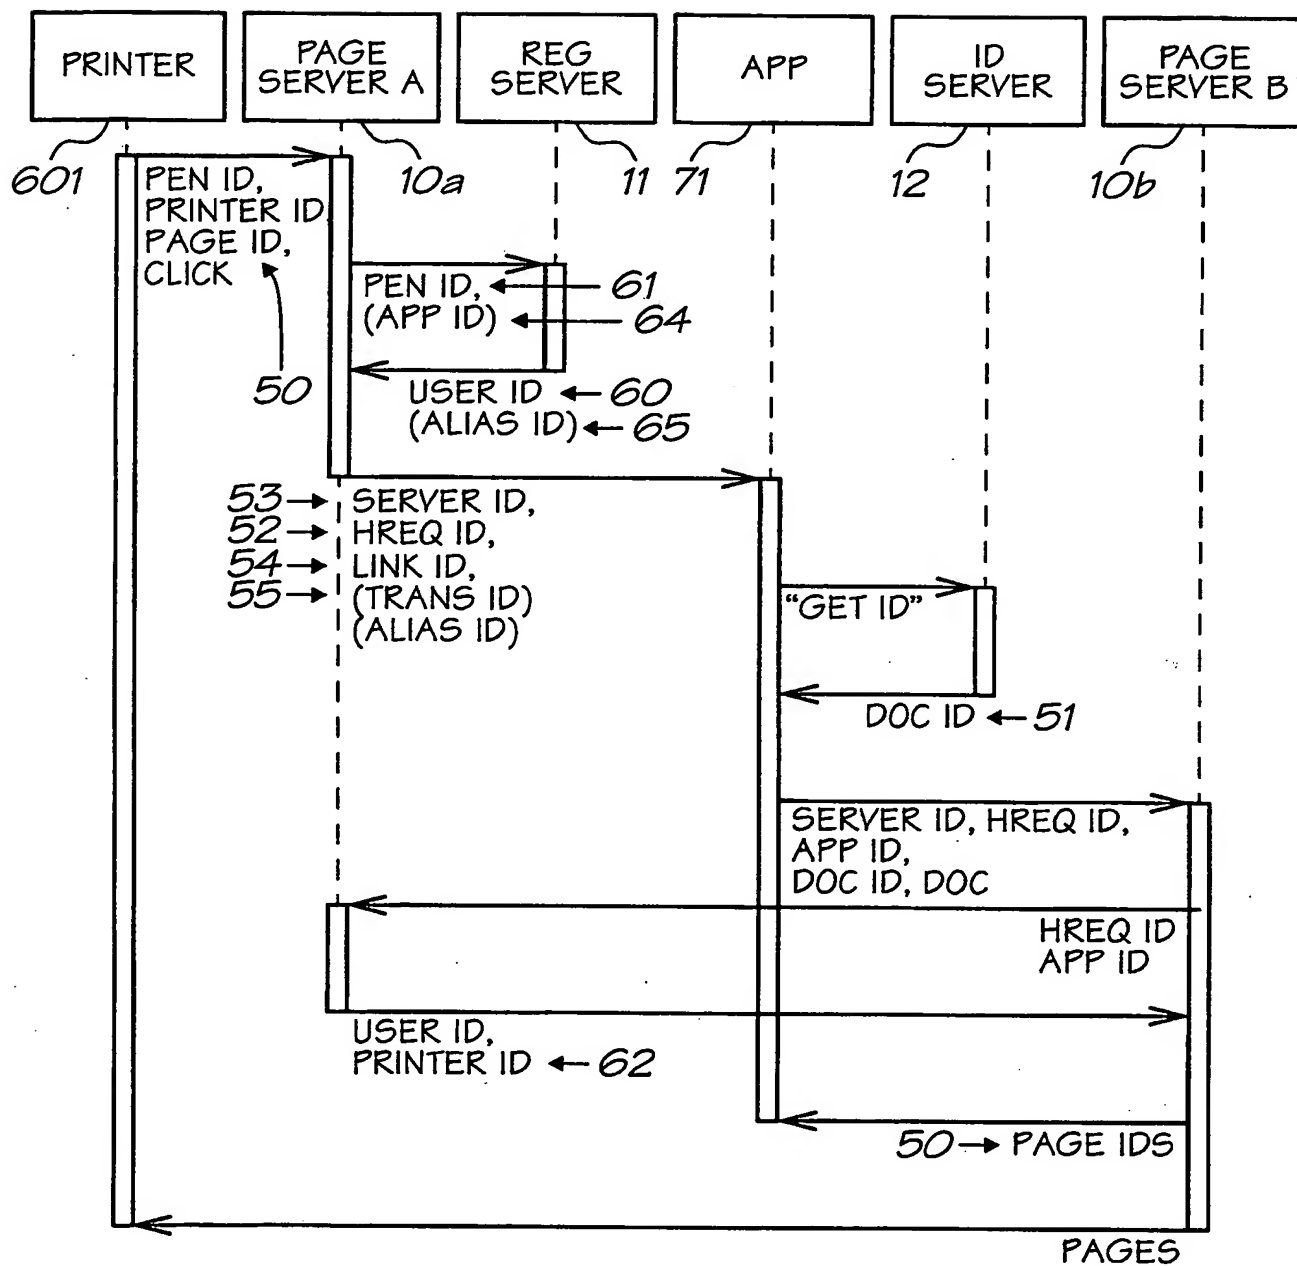 PRINTER
PAGE
SERVER A
REG
SERVER
APP
ID
SERVER
PAGE
SERVER B
601
10a
11
71
12
10b
PEN ID,
PRINTER ID
PAGE ID,
CLICK
50
PEN ID, 61
(APP ID) 64
USER ID 60
(ALIAS ID) 65
53 SERVER ID,
52 HREQ ID,
54 LINK ID,
55 (TRANS ID)
(ALIAS ID)
“GET ID”
DOC ID 51
SERVER ID, HREQ ID,
APP ID,
DOC ID, DOC
HREQ ID
APP ID
USER ID,
PRINTER ID 62
50 PAGE IDS
PAGES